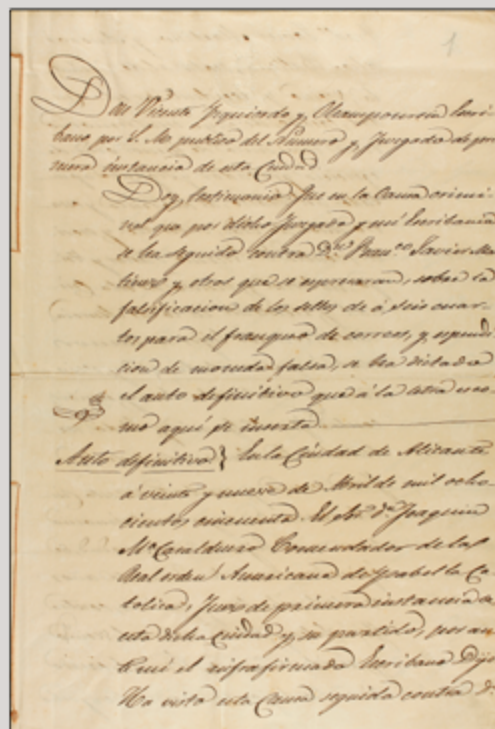 1
Don Vicente Izquierdo y Ocamponuvia Escri-
bano por S. M. publico del Numero y Juzgado de pri-
mera instancia de esta Ciudad
Doy testimonio: Que en la Causa crimi-
nal que por dicho Juzgado y mi Escribania
se ha seguido contra Dn. Franco. Javier Ma
tinez y otros que se espresaran, sobre la
falsificacion de los sellos de á seis cuar-
tos para el franqueo de correos, y espendi
cion de moneda falsa, se ha dictado
el auto definitivo que á la letra co-
mo aqui se inserta
Auto definitivo } En la Ciudad de Alicante
á veinte y nueve de Abril de mil ocho-
cientos cincuenta. El Sor. Dn. Joaquin
Comendador de la
Real orden Americana de Ysabel la Ca
tolica, Juez de primera instancia de
esta dicha Ciudad y su partido, por an
te mi el infrafirmado Escribano Dijo
Ha visto esta Causa seguida contra Dn.